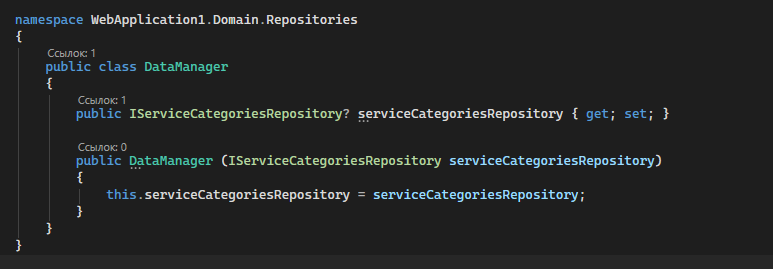 namespace WebApplication1.Domain.Repositories
{
Ссылок: 1
public class DataManager
{
Ссылок: 1
public IServiceCategoriesRepository? serviceCategoriesRepository { get; set; }
Ссылок: 0
public DataManager (IServiceCategoriesRepository serviceCategoriesRepository)
{
this.serviceCategoriesRepository = serviceCategoriesRepository;
}
}
}